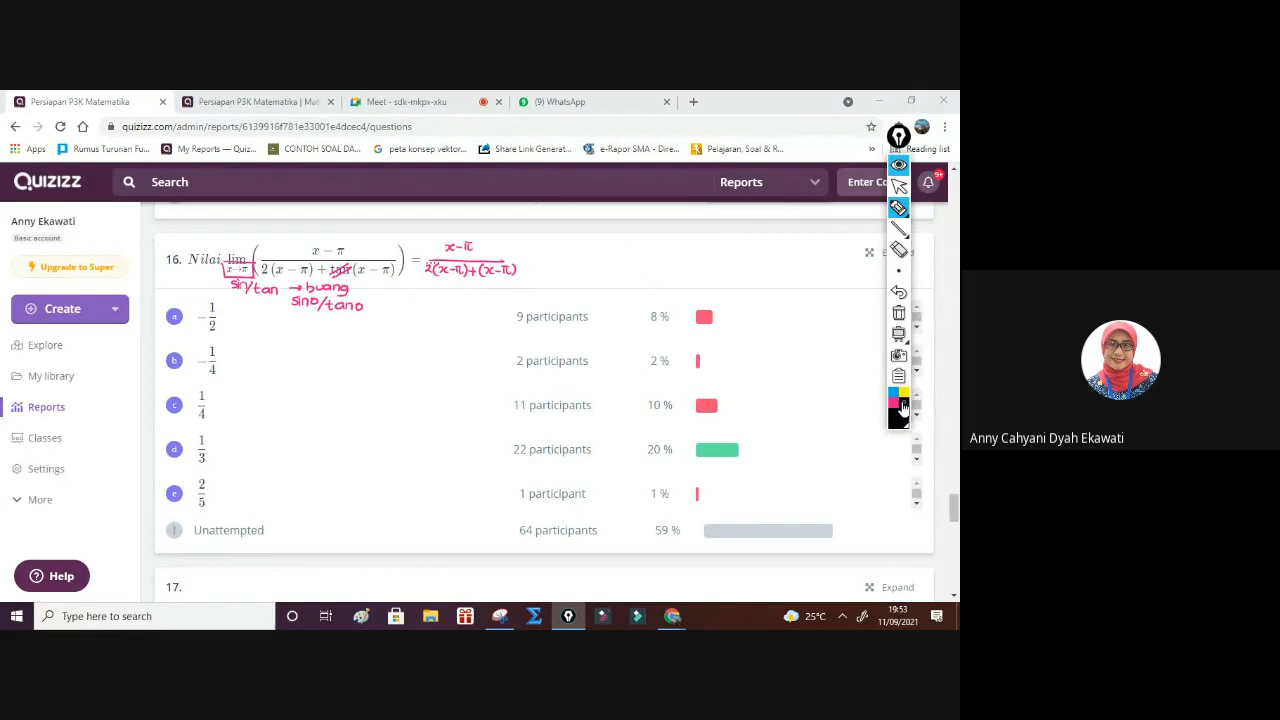 Persiapan P3K Matematika
Persiapan P3K Matematika | Mat
Meet - sdk-mkpx-xku
(9) WhatsApp
quizizz.com/admin/reports/6139916f781e33001e4dcec4/questions
Apps
Rumus Turunan Fu...
My Reports — Quiz...
CONTOH SOAL DA...
peta konsep vektor...
Share Link Generat...
e-Rapor SMA - Dire...
Pelajaran, Soal & R...
»
Reading list
QUIZIZZ
Search
Reports
Enter Co
9+
Anny Ekawati
Basic account
Upgrade to Super
Create
Explore
My library
Reports
Classes
Settings
More
Help
16. Nilai lim x→π ( x − π / 2 (x − π) + tan (x − π) ) = x-π / 2(x-π)+(x-π)
sin/tan → buang
sin0/tan0
a − 1/2 9 participants 8 %
b − 1/4 2 participants 2 %
c 1/4 11 participants 10 %
d 1/3 22 participants 20 %
e 2/5 1 participant 1 %
! Unattempted 64 participants 59 %
17. Expand
Anny Cahyani Dyah Ekawati
Type here to search
25°C
19:53
11/09/2021